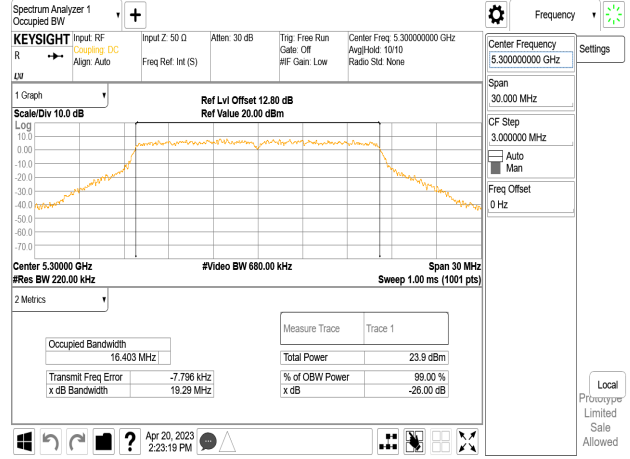 Spectrum Analyzer 1
Occupied BW
Frequency
KEYSIGHT
R
Input: RF
Coupling: DC
Align: Auto
Input Z: 50 Ω
Freq Ref: Int (S)
Atten: 30 dB
Trig: Free Run
Gate: Off
#IF Gain: Low
Center Freq: 5.300000000 GHz
Avg|Hold: 10/10
Radio Std: None
Center Frequency
5.300000000 GHz
Settings
Span
30.000 MHz
CF Step
3.000000 MHz
Auto
Man
Freq Offset
0 Hz
1 Graph
Scale/Div 10.0 dB
Ref Lvl Offset 12.80 dB
Ref Value 20.00 dBm
Log
10.0
0.00
-10.0
-20.0
-30.0
-40.0
-50.0
-60.0
-70.0
Center 5.30000 GHz
#Res BW 220.00 kHz
#Video BW 680.00 kHz
Span 30 MHz
Sweep 1.00 ms (1001 pts)
2 Metrics
Measure Trace Trace 1
Occupied Bandwidth
16.403 MHz
Total Power 23.9 dBm
Transmit Freq Error -7.796 kHz
% of OBW Power 99.00 %
x dB Bandwidth 19.29 MHz
x dB -26.00 dB
Local
Prototype
Limited
Sale
Allowed
?
Apr 20, 2023
2:23:19 PM